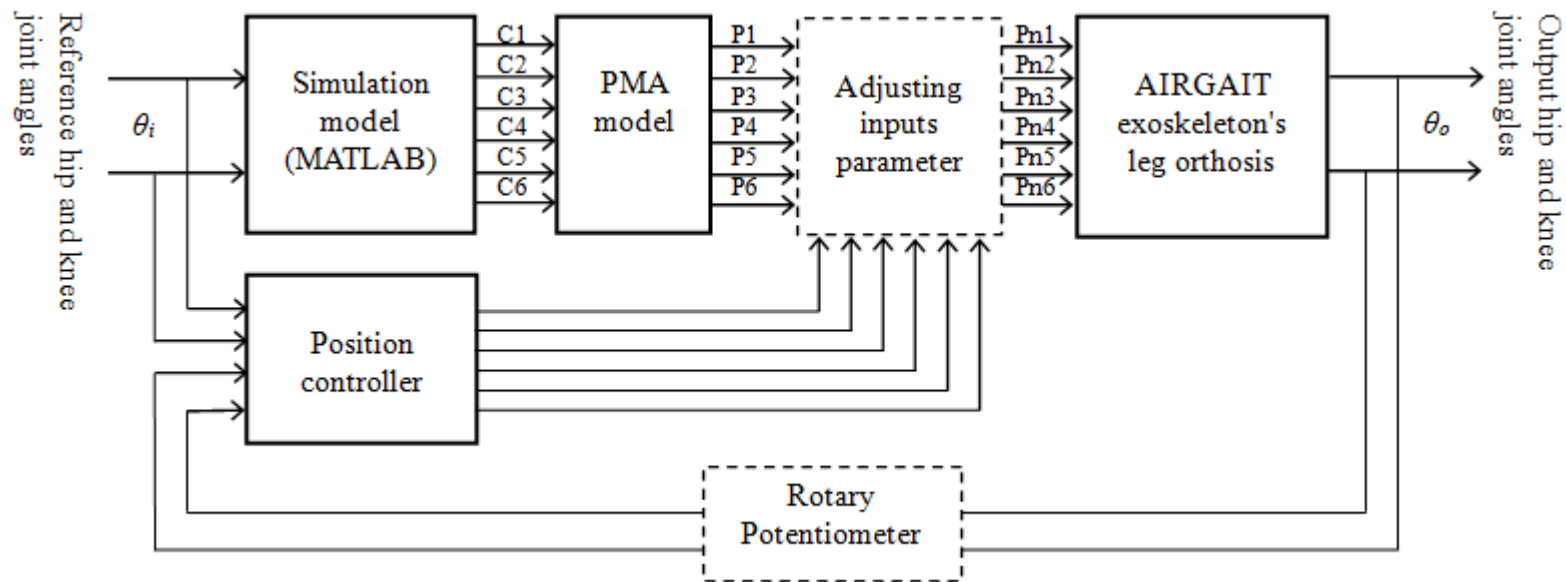 Reference hip and knee
joint angles
θi
Simulation
model
(MATLAB)
C1
C2
C3
C4
C5
C6
PMA
model
P1
P2
P3
P4
P5
P6
Adjusting
inputs
parameter
Pn1
Pn2
Pn3
Pn4
Pn5
Pn6
AIRGAIT
exoskeleton's
leg orthosis
θo
Output hip and knee
joint angles
Position
controller
Rotary
Potentiometer